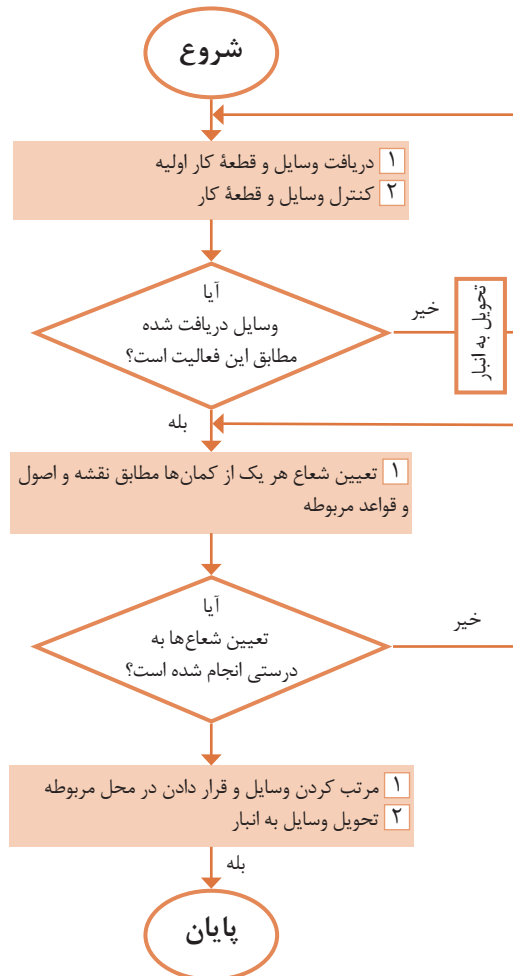 شروع
۱ دریافت وسایل و قطعهٔ کار اولیه
۲ کنترل وسایل و قطعهٔ کار
آیا
وسایل دریافت شده
مطابق این فعالیت است؟
خیر
تحویل به انبار
بله
۱ تعیین شعاع هر یک از کمان‌ها مطابق نقشه و اصول
و قواعد مربوطه
آیا
تعیین شعاع‌ها به
درستی انجام شده است؟
خیر
۱ مرتب کردن وسایل و قرار دادن در محل مربوطه
۲ تحویل وسایل به انبار
بله
پایان